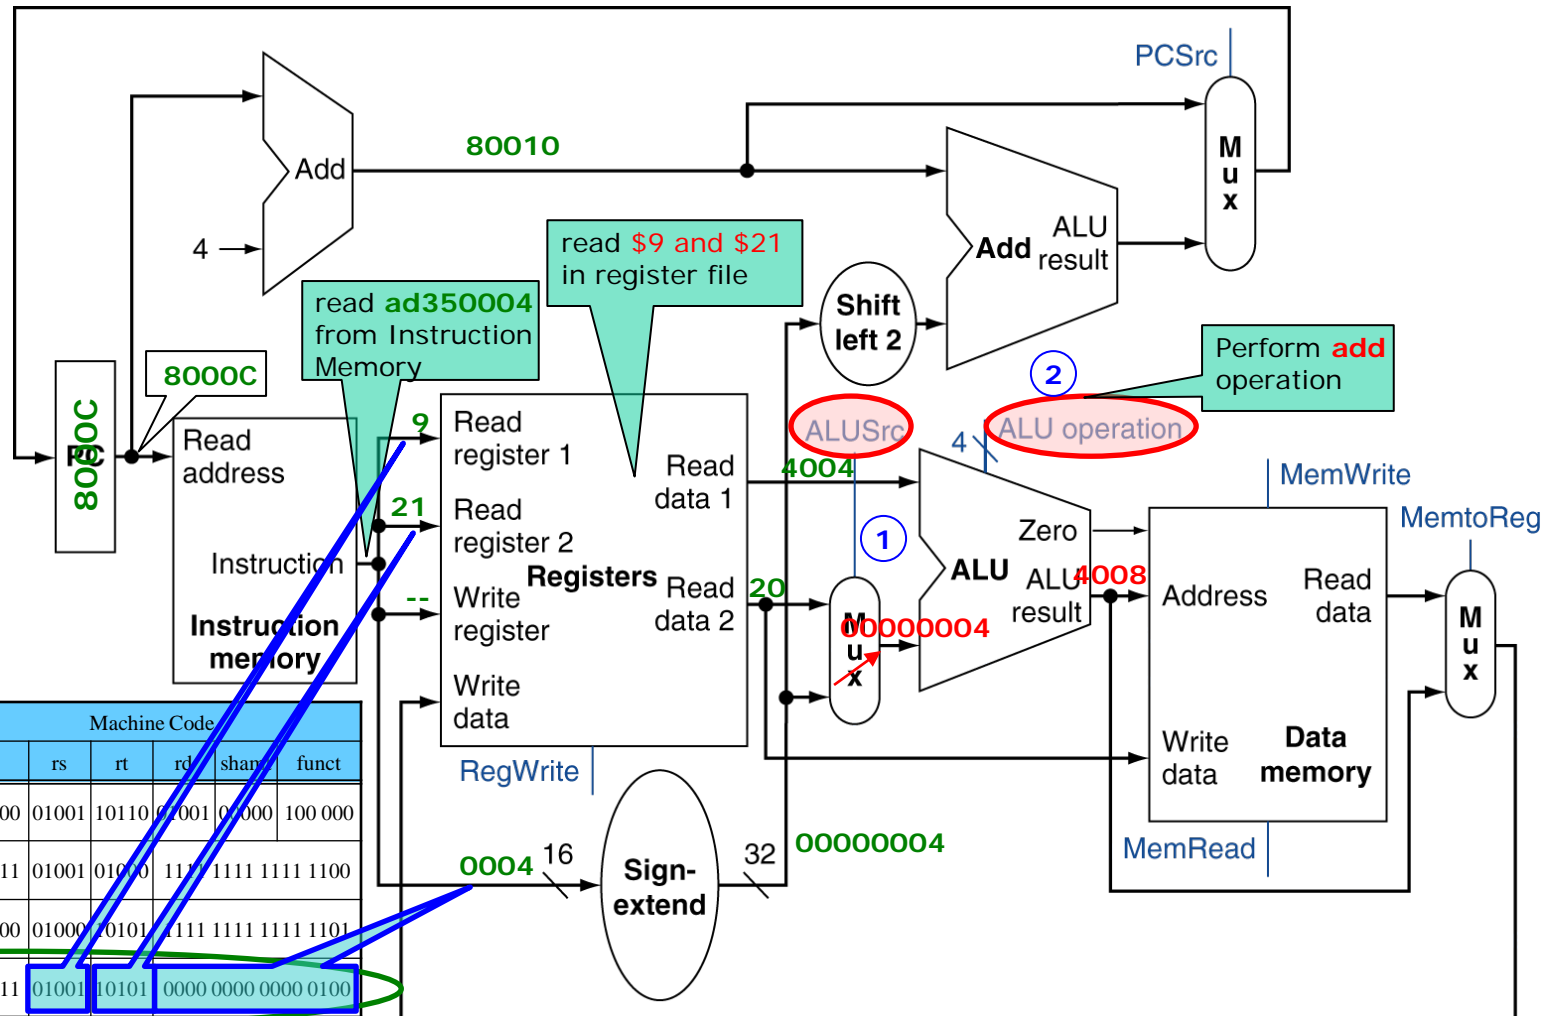 PCSrc
M
u
x
80010
Add
4
Add
ALU
result
read $9 and $21
in register file
read ad350004
from Instruction
Memory
Shift
left 2
Perform add
operation
2
8000C
8000C
PC
Read
address
Instruction
Instruction
memory
9
21
--
Read
register 1
Read
register 2
Write
register
Write
data
Registers
Read
data 1
Read
data 2
RegWrite
ALUSrc
4
ALU operation
4004
1
20
M
u
x
00000004
Zero
ALU
ALU
result
4008
MemWrite
MemtoReg
Address
Read
data
Write
data
Data
memory
MemRead
M
u
x
0004
16
Sign-
extend
32
00000004
Machine Code
rs rt rd shamt funct
00 01001 10110 01001 00000 100 000
11 01001 01000 1111 1111 1111 1100
00 01000 10101 1111 1111 1111 1101
11 01001 10101 0000 0000 0000 0100